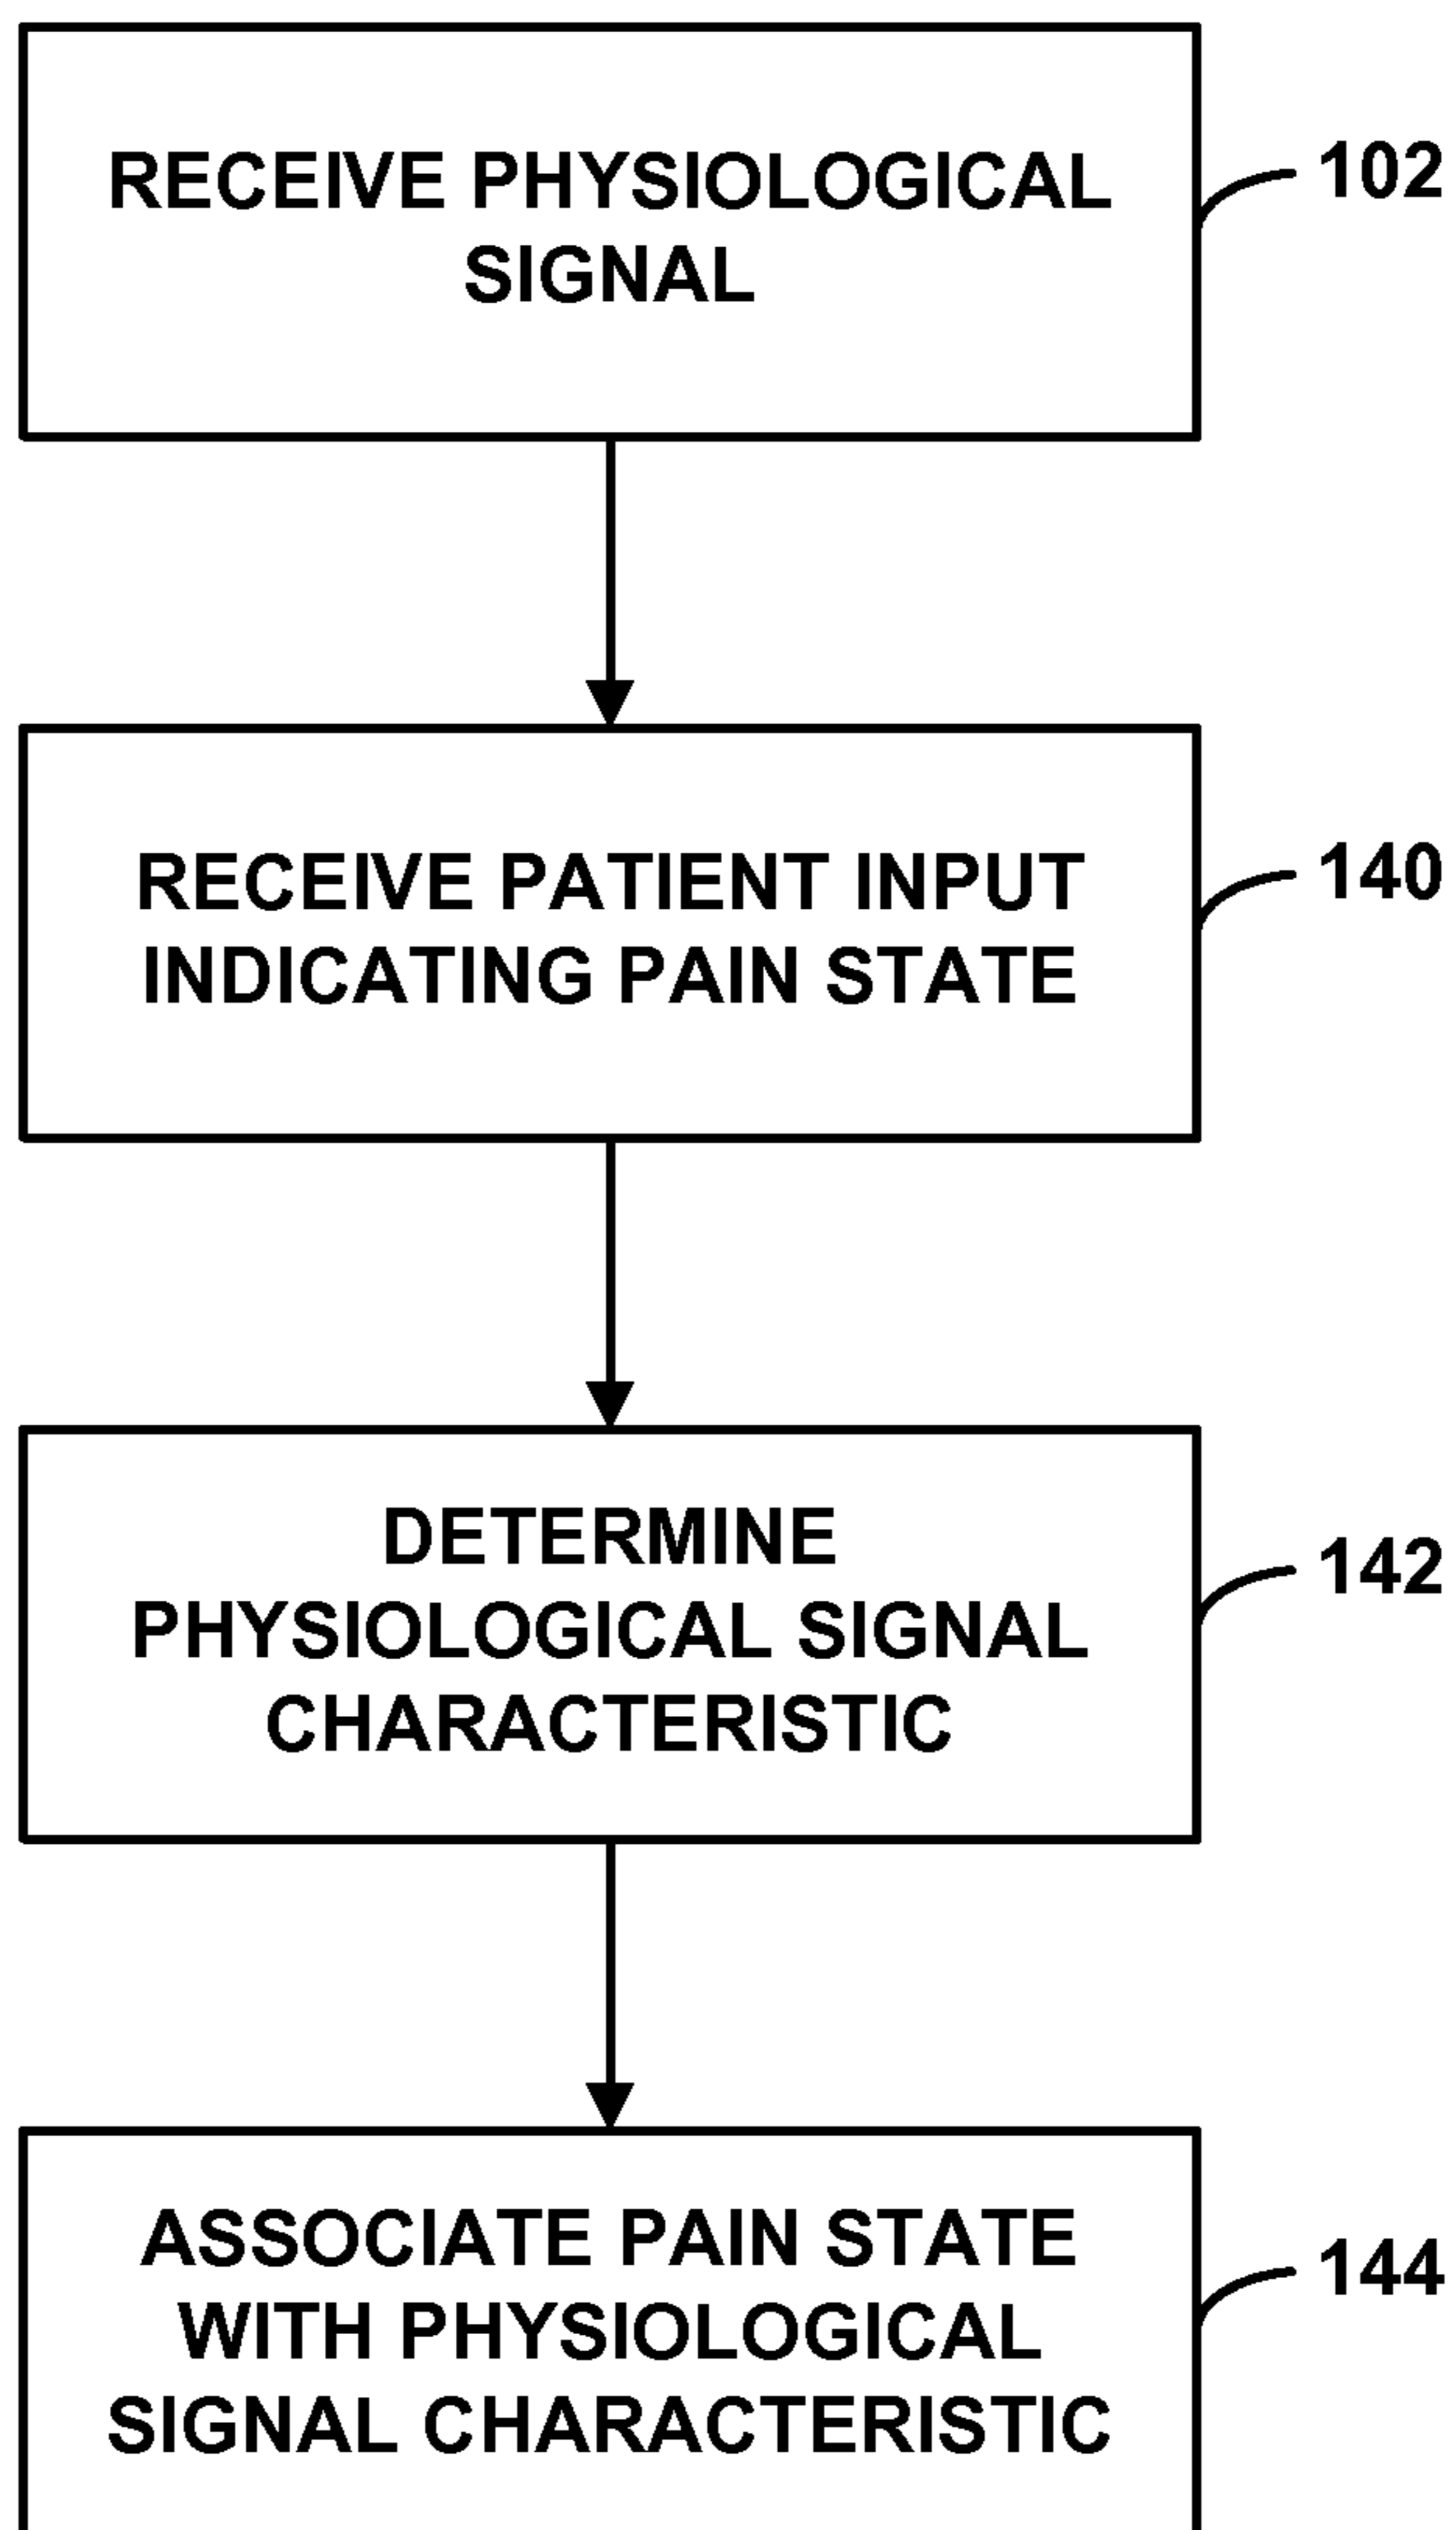 RECEIVE PHYSIOLOGICAL
SIGNAL
102
RECEIVE PATIENT INPUT
INDICATING PAIN STATE
140
DETERMINE
PHYSIOLOGICAL SIGNAL
CHARACTERISTIC
142
ASSOCIATE PAIN STATE
WITH PHYSIOLOGICAL
SIGNAL CHARACTERISTIC
144